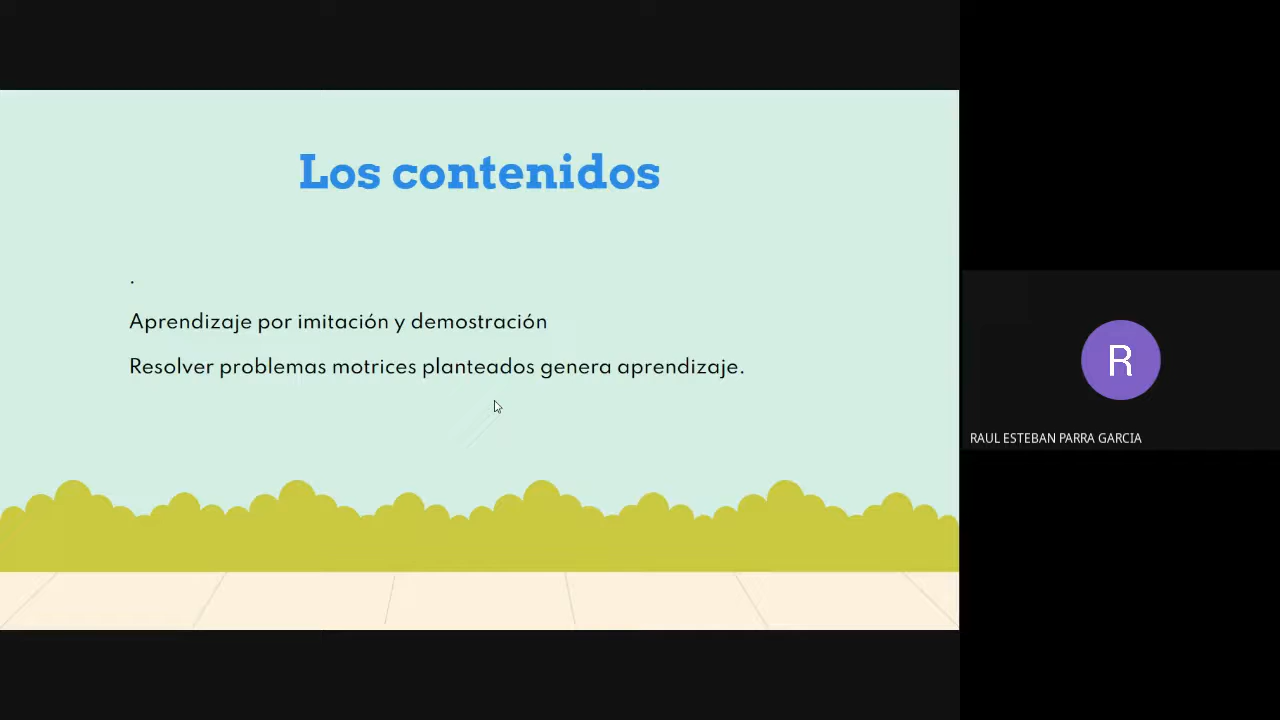 Los contenidos
.
Aprendizaje por imitación y demostración
Resolver problemas motrices planteados genera aprendizaje.
R
RAUL ESTEBAN PARRA GARCIA